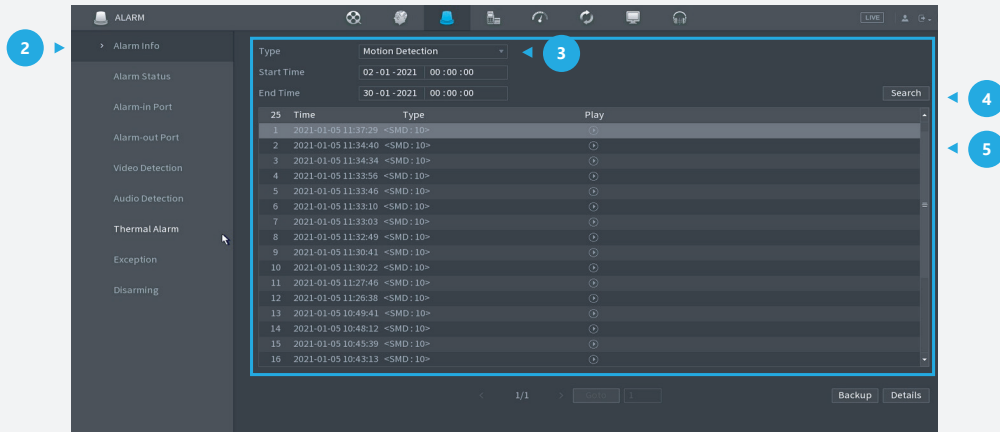 ALARM
LIVE
2
Alarm Info
Alarm Status
Alarm-in Port
Alarm-out Port
Video Detection
Audio Detection
Thermal Alarm
Exception
Disarming
Type Motion Detection
3
Start Time 02-01-2021 00:00:00
End Time 30-01-2021 00:00:00
Search
4
25 Time Type Play
5
1 2021-01-05 11:37:29 <SMD:10>
2 2021-01-05 11:34:40 <SMD:10>
3 2021-01-05 11:34:34 <SMD:10>
4 2021-01-05 11:33:56 <SMD:10>
5 2021-01-05 11:33:46 <SMD:10>
6 2021-01-05 11:33:10 <SMD:10>
7 2021-01-05 11:33:03 <SMD:10>
8 2021-01-05 11:32:49 <SMD:10>
9 2021-01-05 11:30:41 <SMD:10>
10 2021-01-05 11:30:22 <SMD:10>
11 2021-01-05 11:27:46 <SMD:10>
12 2021-01-05 11:26:38 <SMD:10>
13 2021-01-05 10:49:41 <SMD:10>
14 2021-01-05 10:48:12 <SMD:10>
15 2021-01-05 10:45:39 <SMD:10>
16 2021-01-05 10:43:13 <SMD:10>
1/1 Goto 1
Backup Details